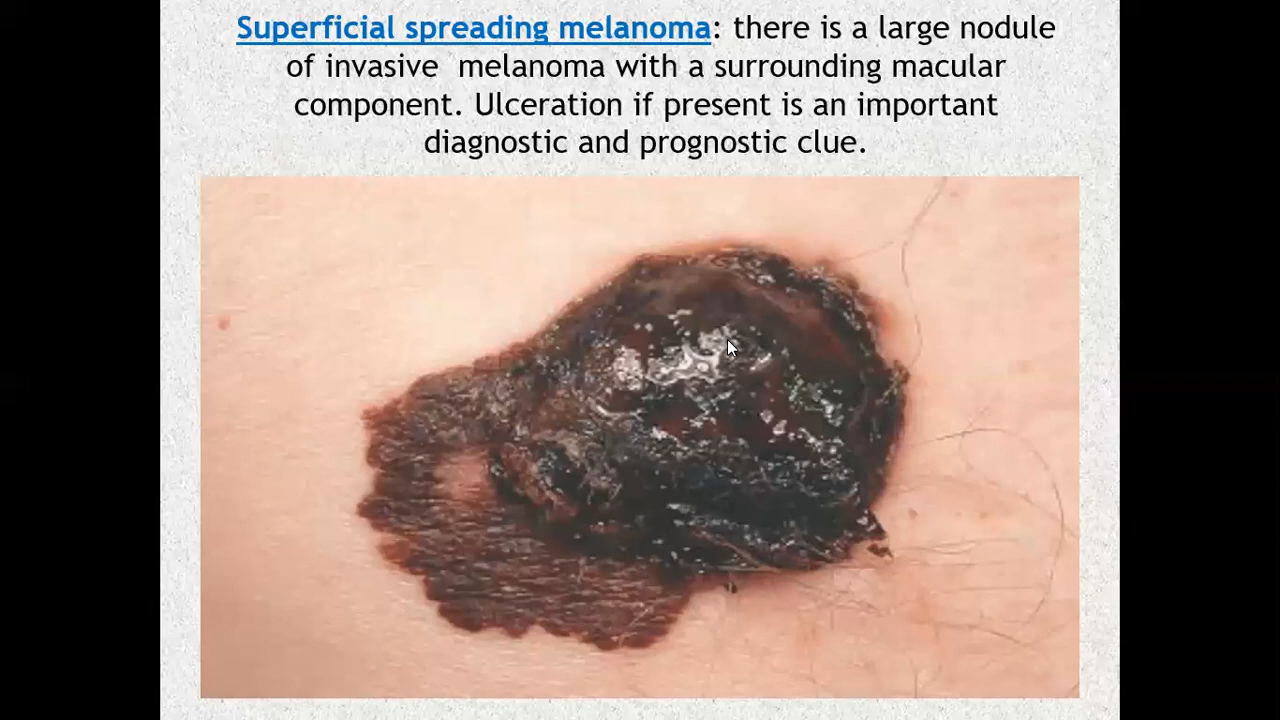 Superficial spreading melanoma: there is a large nodule
of invasive  melanoma with a surrounding macular
component. Ulceration if present is an important
diagnostic and prognostic clue.